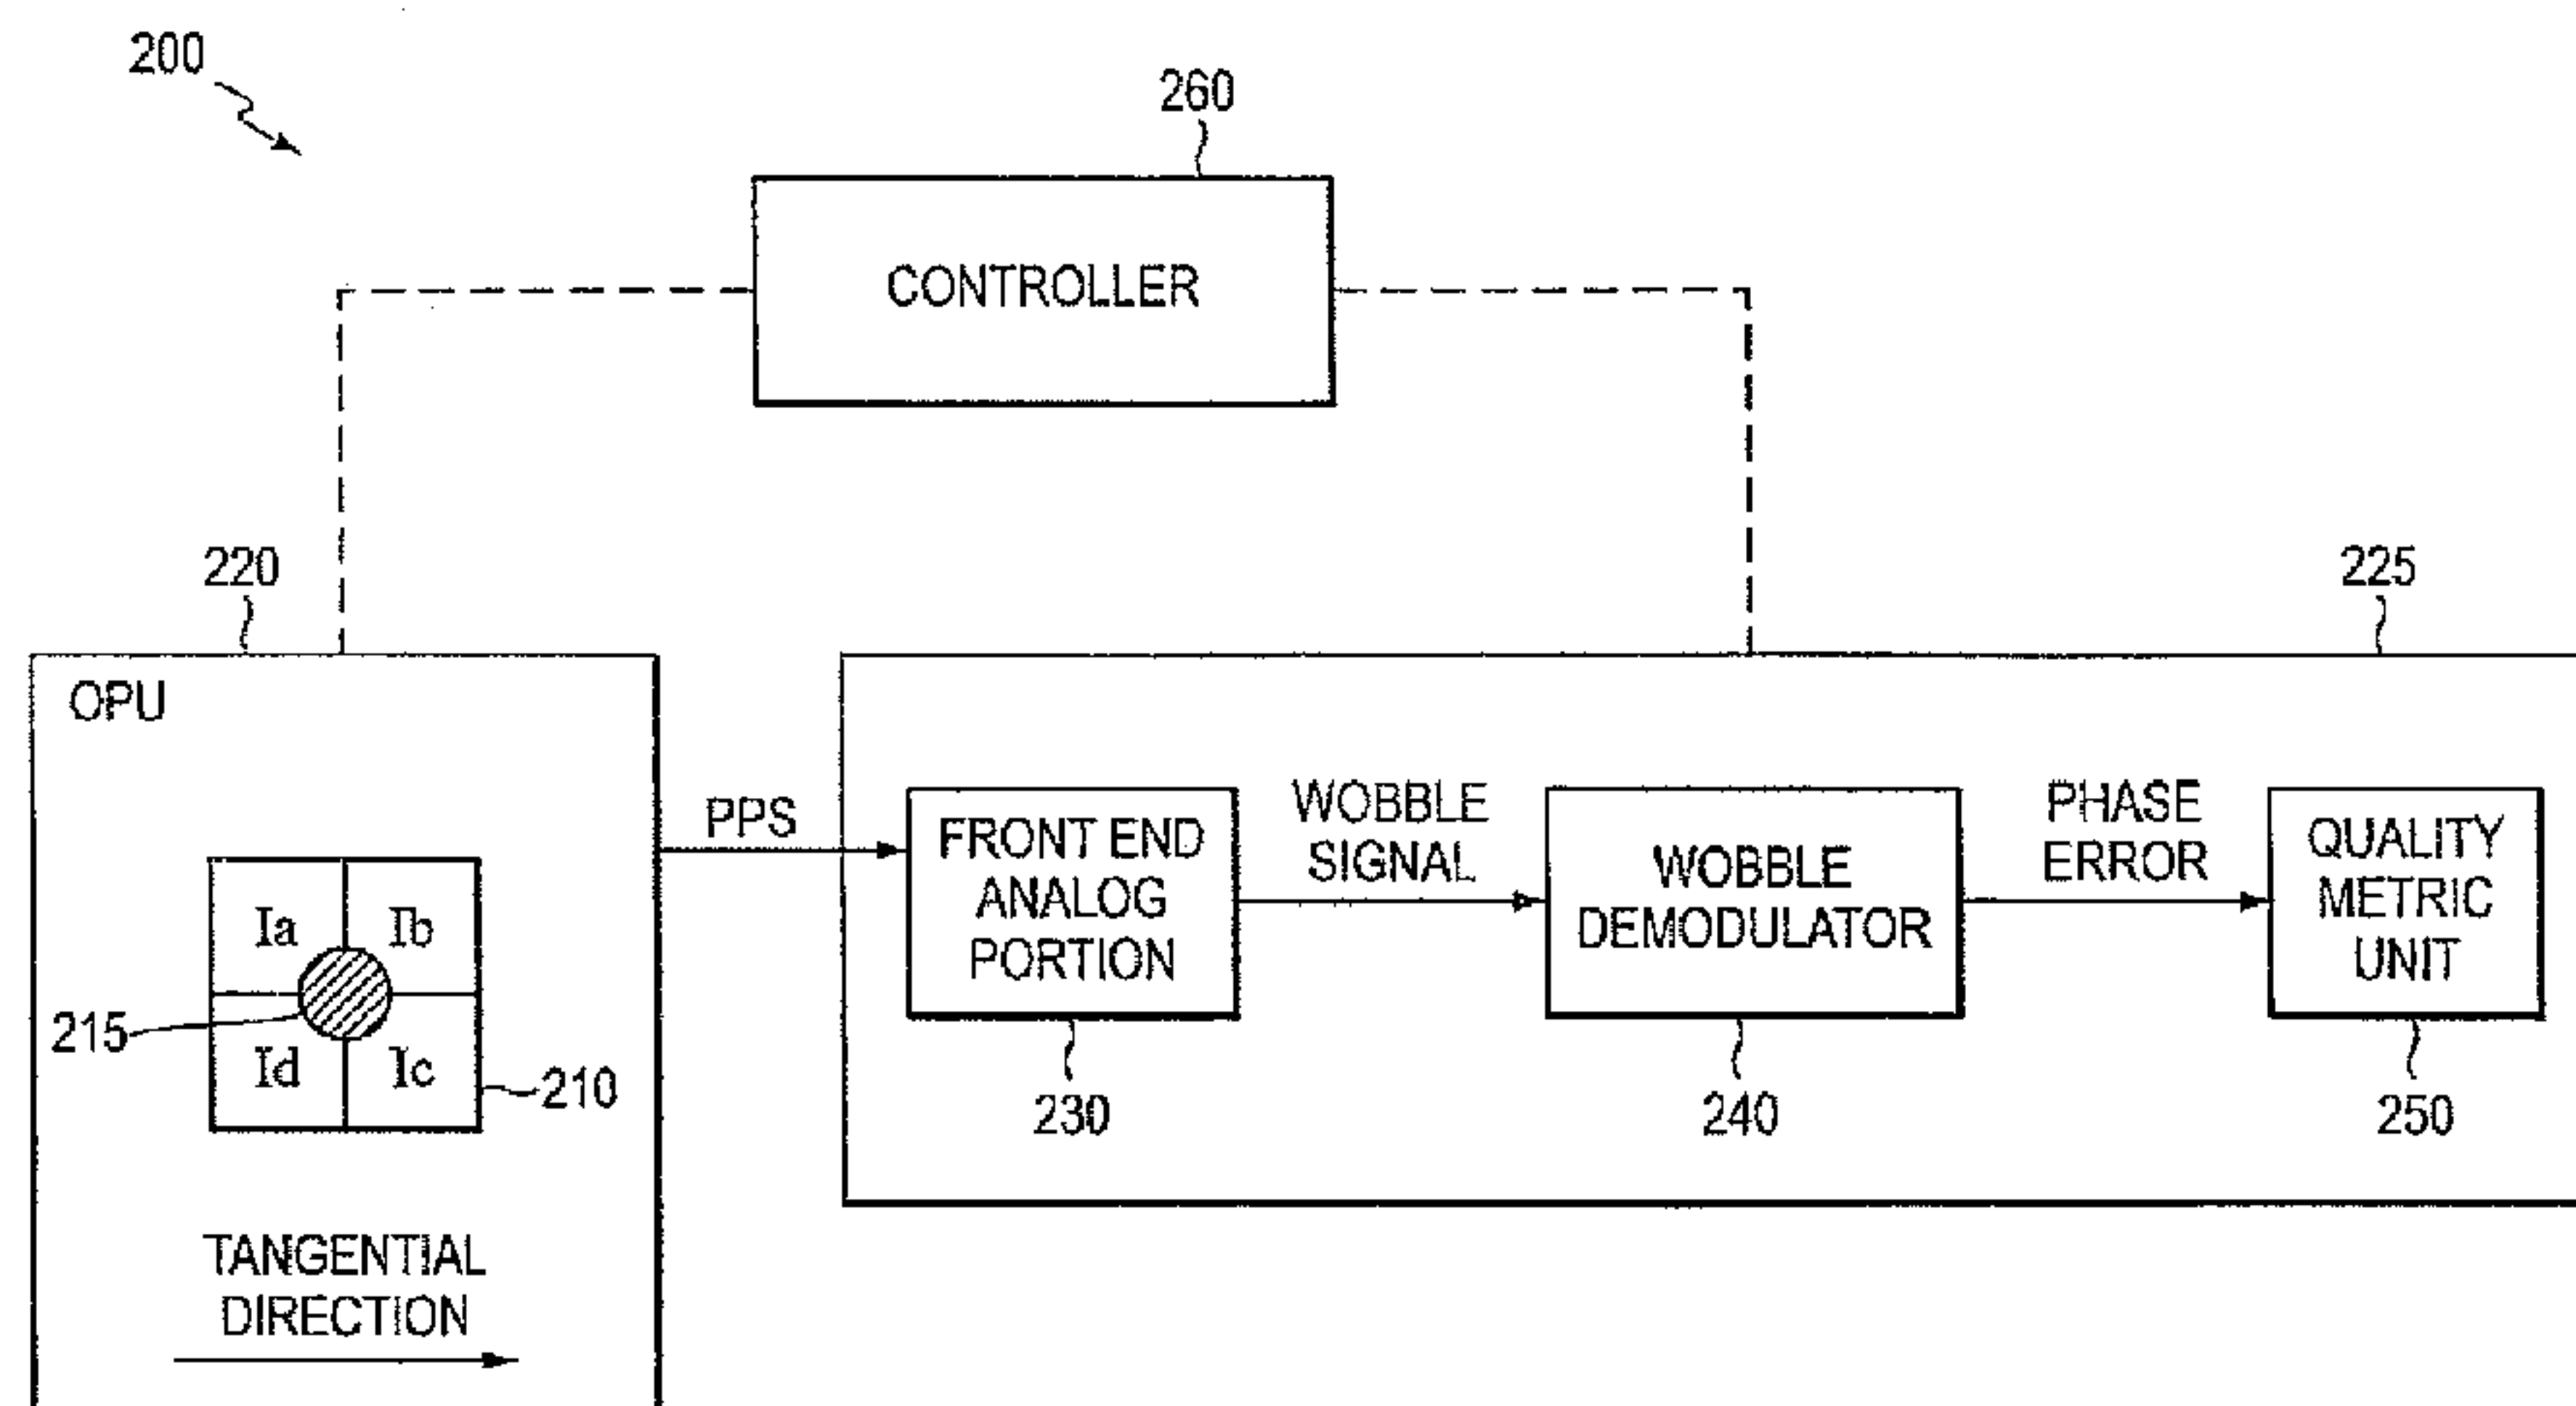 200
260
CONTROLLER
220
225
OPU
PPS
FRONT END
ANALOG
PORTION
WOBBLE
SIGNAL
WOBBLE
DEMODULATOR
PHASE
ERROR
QUALITY
METRIC
UNIT
Ia
Ib
Id
Ic
215
210
230
240
250
TANGENTIAL
DIRECTION